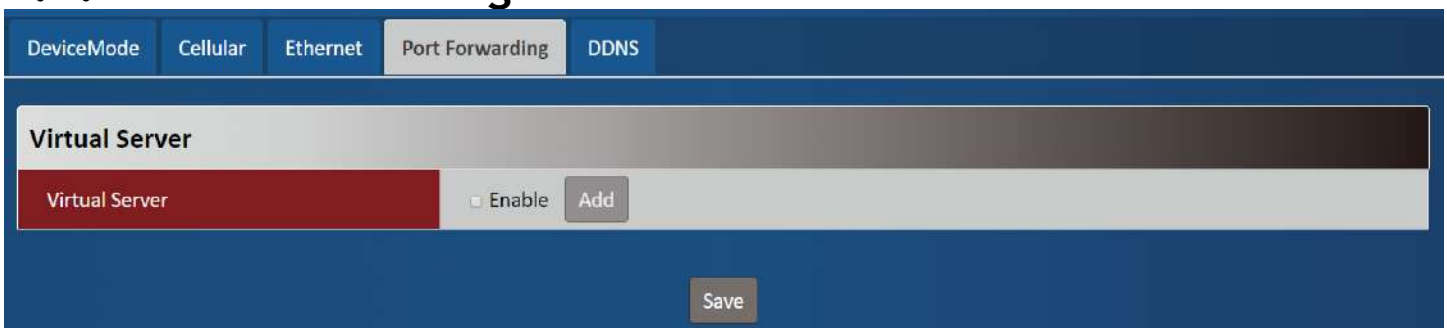 DeviceMode Cellular Ethernet Port Forwarding DDNS
Virtual Server
Virtual Server Enable Add
Save